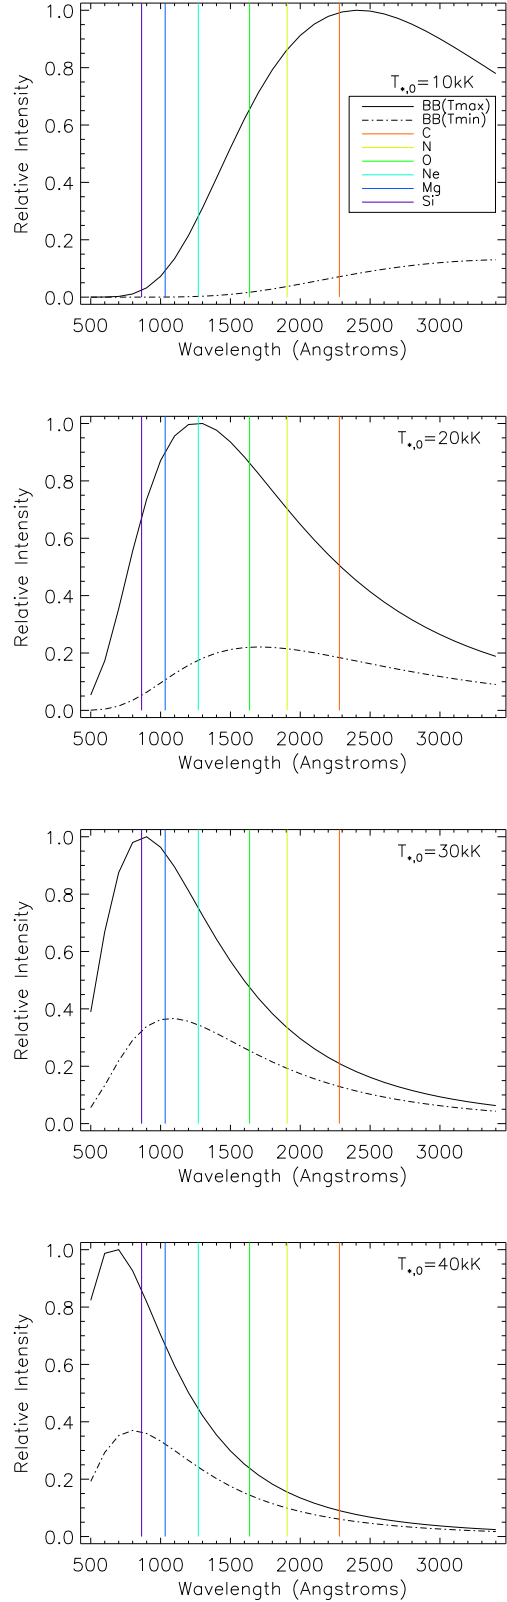 1.0
0.8
0.6
0.4
0.2
0.0
Relative Intensity
T*,0=10kK
BB(Tmax)
BB(Tmin)
C
N
O
Ne
Mg
Si
500 1000 1500 2000 2500 3000
Wavelength (Angstroms)
1.0
0.8
0.6
0.4
0.2
0.0
Relative Intensity
T*,0=20kK
500 1000 1500 2000 2500 3000
Wavelength (Angstroms)
1.0
0.8
0.6
0.4
0.2
0.0
Relative Intensity
T*,0=30kK
500 1000 1500 2000 2500 3000
Wavelength (Angstroms)
1.0
0.8
0.6
0.4
0.2
0.0
Relative Intensity
T*,0=40kK
500 1000 1500 2000 2500 3000
Wavelength (Angstroms)